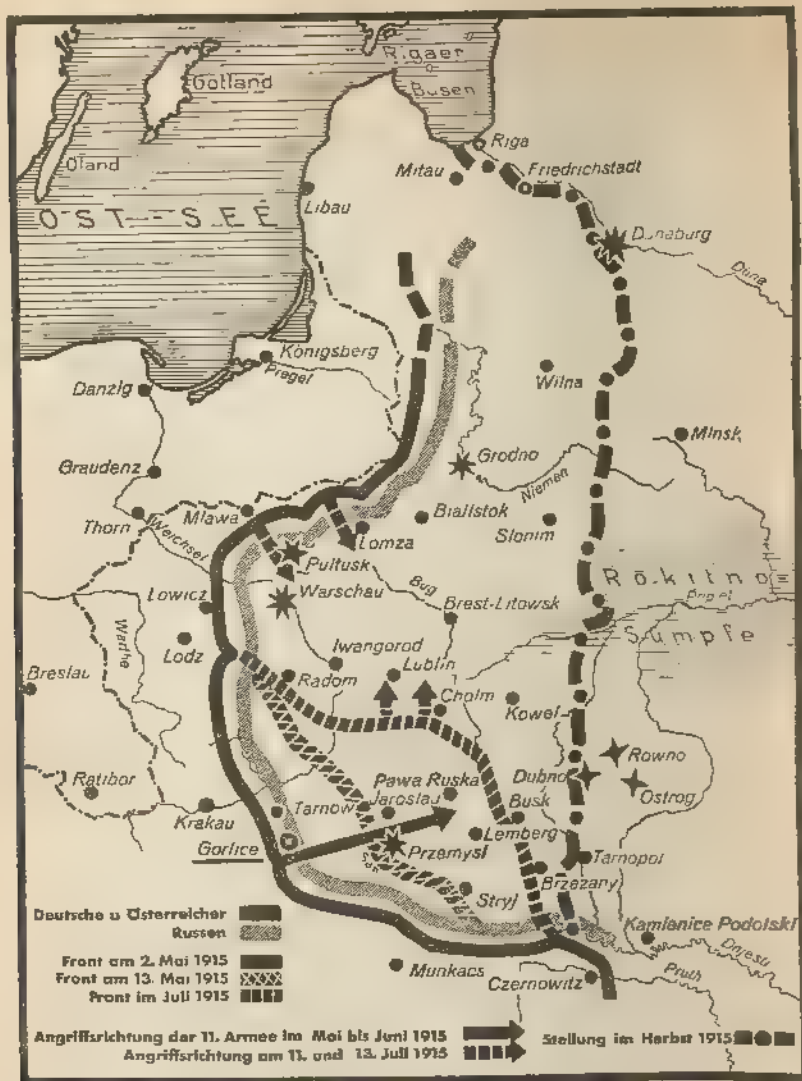 Rigaer
Busen
Gotland
Öland
OST-SEE
Riga
Mitau
Friedrichstadt
Libau
Dünaburg
Düna
Königsberg
Pregel
Danzig
Wilna
Minsk
Graudenz
Grodno
Niemen
Thorn
Weichsel
Mlawa
Bialistok
Slonim
Lomza
Pultusk
Warschau
Bug
Rokitno=
Pripet
Sümpfe
Lowicz
Brest-Litowsk
Warthe
Lodz
Iwangorod
Lublin
Breslau
Radom
Cholm
Kowel
Rowno
Dubno
Ostrog
Ratibor
Krakau
Tarnow
Pawa Ruska
Jaroslau
Busk
Lemberg
Gorlice
Przemysl
San
Tarnopol
Brzezany
Stryj
Kamienice Podolski
Dnjestr
Munkacs
Czernowitz
Pruth
Deutsche u Österreicher
Russen
Front am 2. Mai 1915
Front am 13. Mai 1915
Front im Juli 1915
Angriffsrichtung der 11. Armee im Mai bis Juni 1915
Stellung im Herbst 1915
Angriffsrichtung am 11. und 13. Juli 1915